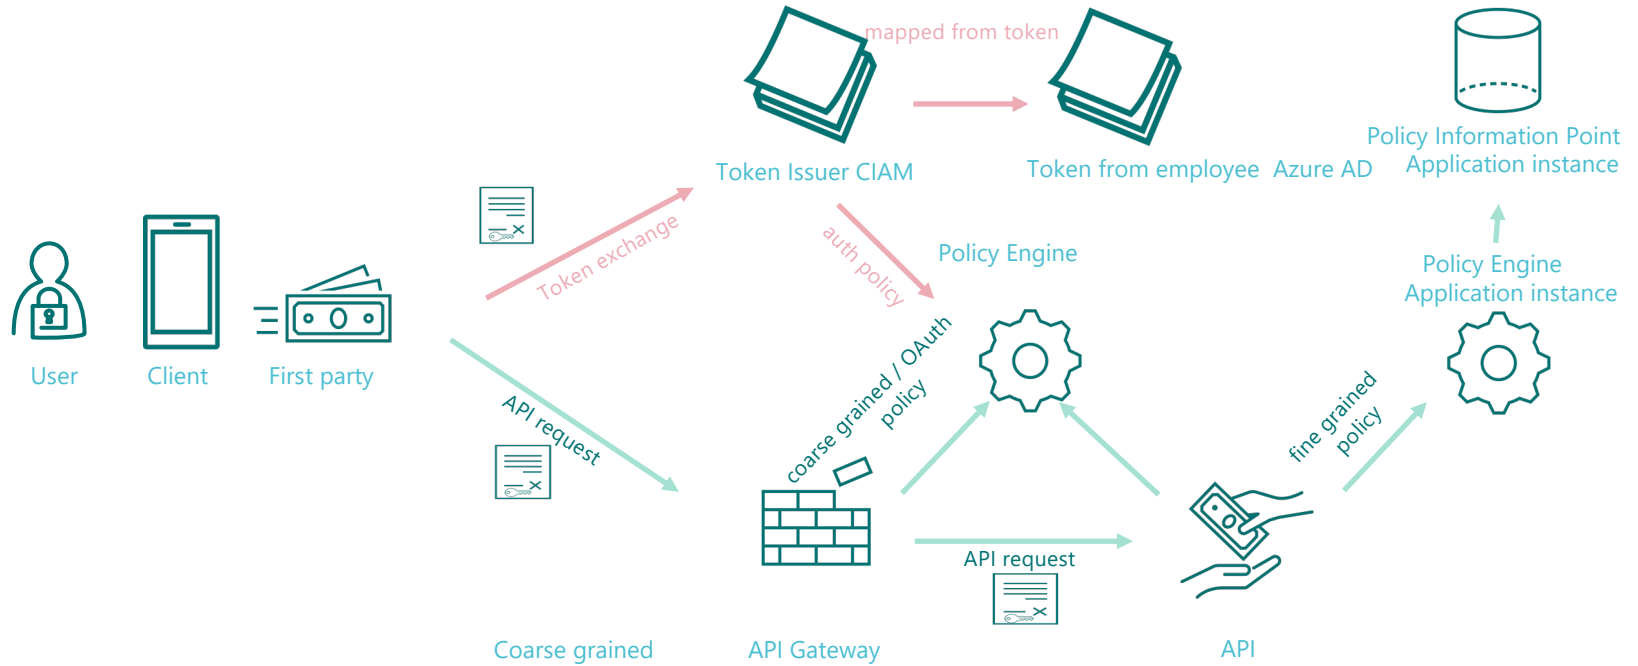 mapped from token
Token Issuer CIAM
Token from employee Azure AD
Policy Information Point
Application instance
Token exchange
auth policy
Policy Engine
Policy Engine
Application instance
User
Client
First party
API request
coarse grained / OAuth
policy
fine grained
policy
API request
Coarse grained
API Gateway
API